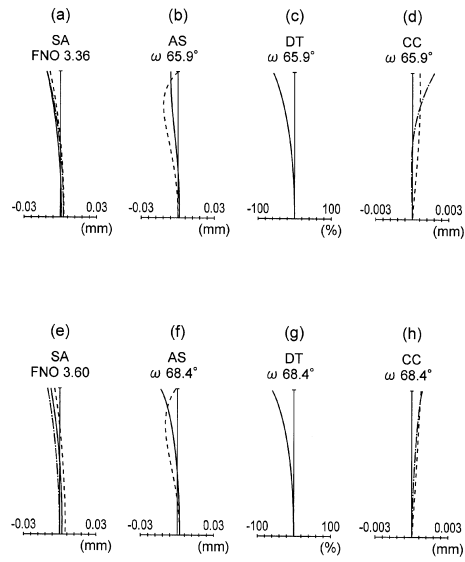 (a) (b) (c) (d)
SA AS DT CC
FNO 3.36 ω 65.9° ω 65.9° ω 65.9°
-0.03 0.03 -0.03 0.03 -100 100 -0.003 0.003
(mm) (mm) (%) (mm)
(e) (f) (g) (h)
SA AS DT CC
FNO 3.60 ω 68.4° ω 68.4° ω 68.4°
-0.03 0.03 -0.03 0.03 -100 100 -0.003 0.003
(mm) (mm) (%) (mm)